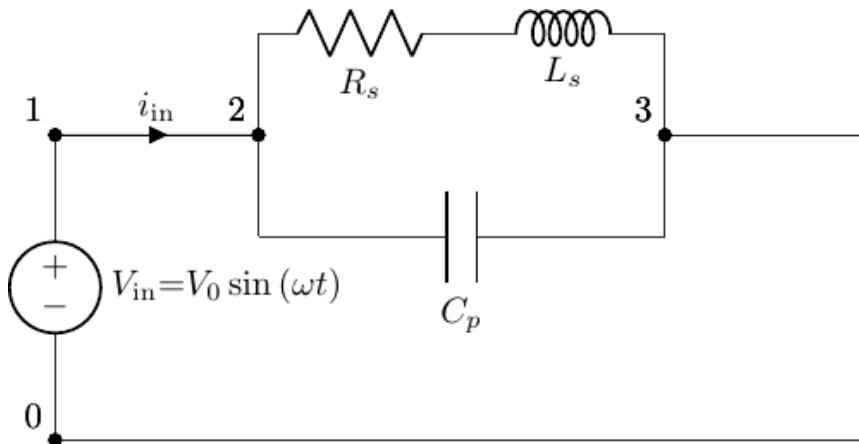 R_s
L_s
1
i_in
2
3
+
−
V_in=V_0 sin (ωt)
C_p
0